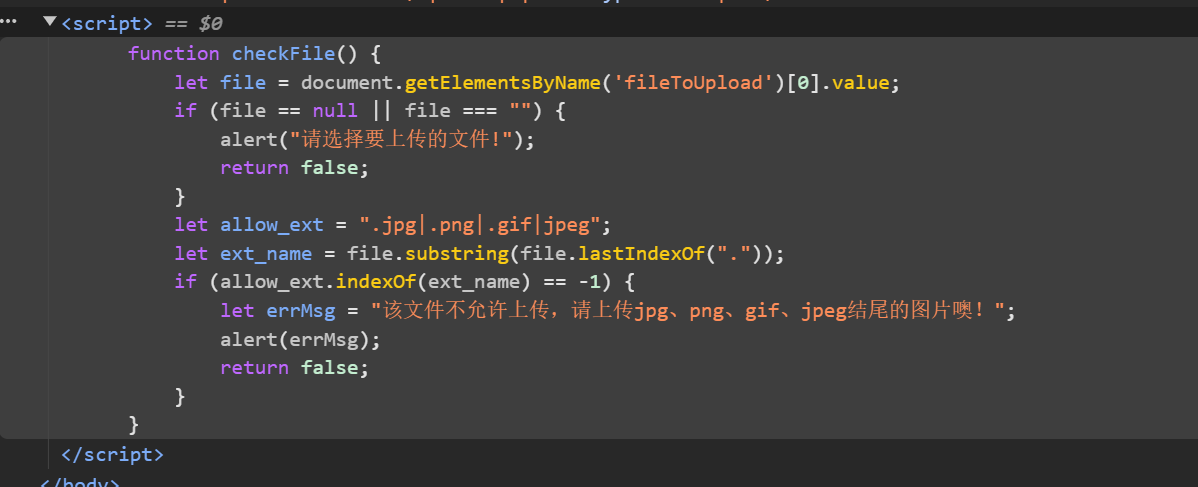 ••• ▼<script> == $0
function checkFile() {
let file = document.getElementsByName('fileToUpload')[0].value;
if (file == null || file === "") {
alert("请选择要上传的文件!");
return false;
}
let allow_ext = ".jpg|.png|.gif|jpeg";
let ext_name = file.substring(file.lastIndexOf("."));
if (allow_ext.indexOf(ext_name) == -1) {
let errMsg = "该文件不允许上传，请上传jpg、png、gif、jpeg结尾的图片噢！";
alert(errMsg);
return false;
}
}
</script>
</body>